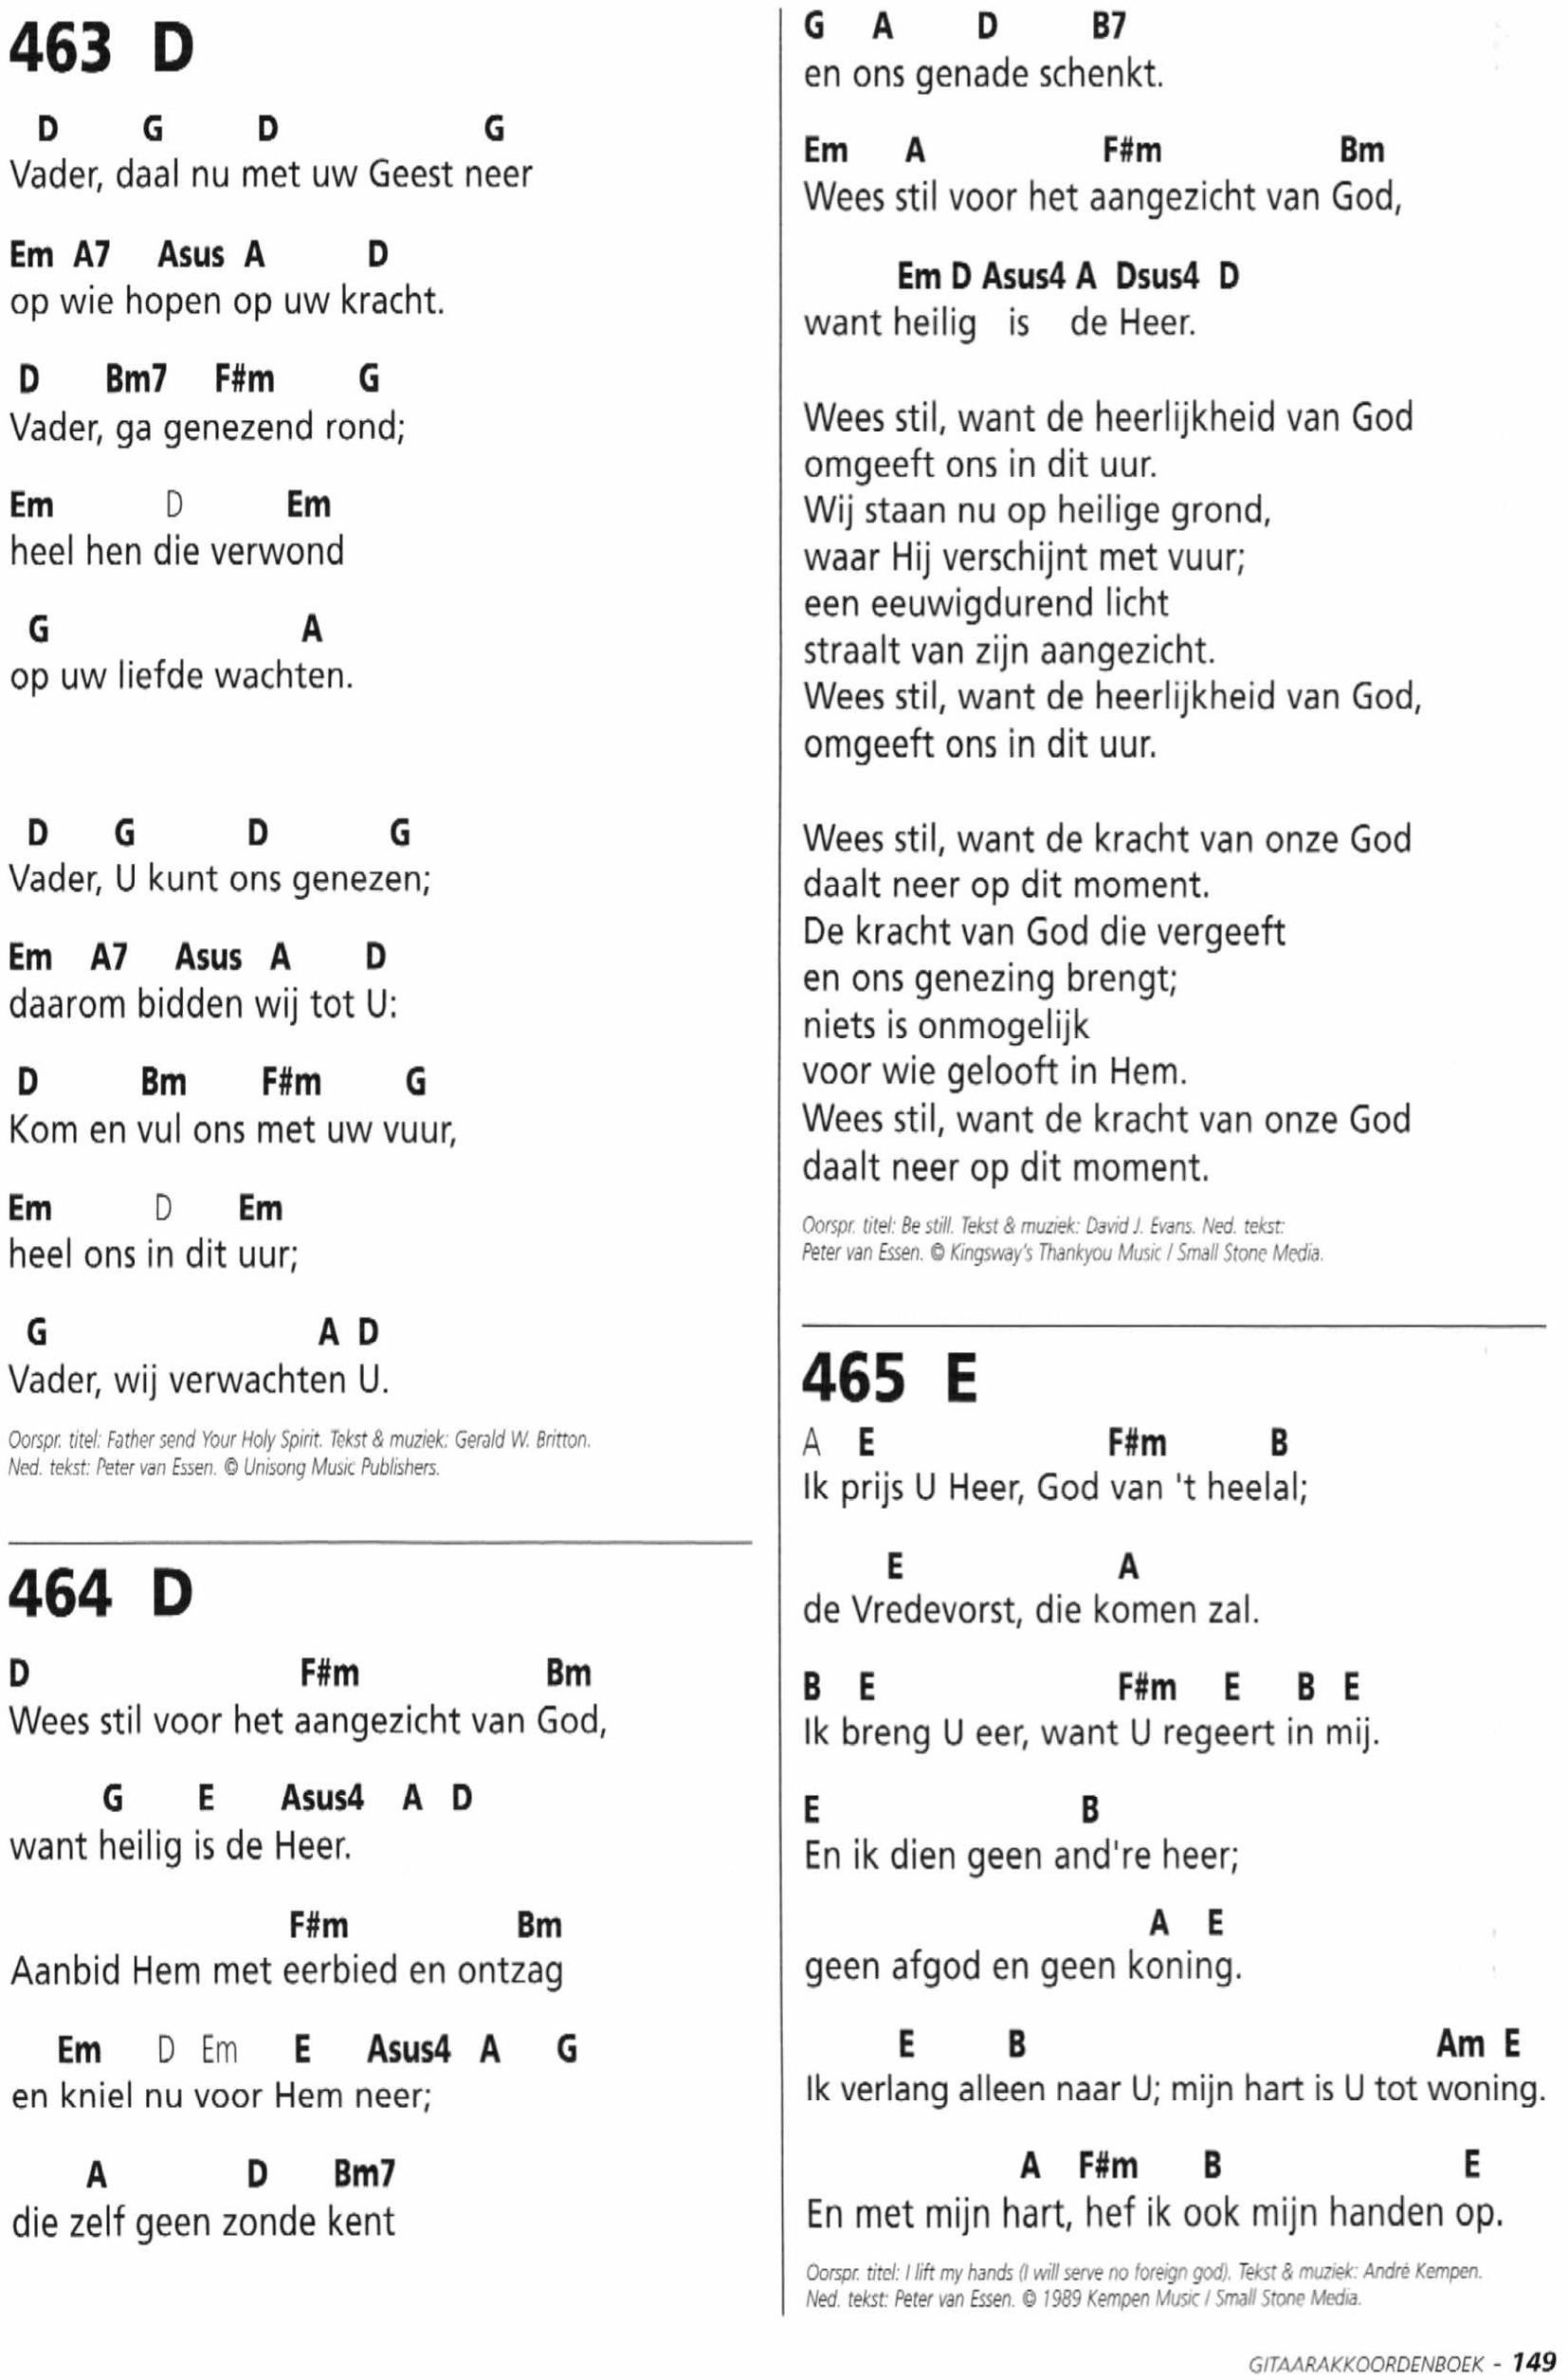 463 D
D G D G
Vader, daal nu met uw Geest neer
Em A7 Asus A D
op wie hopen op uw kracht.
D Bm7 F#m G
Vader, ga genezend rond;
Em D Em
heel hen die verwond
G A
op uw liefde wachten.
D G D G
Vader, U kunt ons genezen;
Em A7 Asus A D
daarom bidden wij tot U:
D Bm F#m G
Kom en vul ons met uw vuur,
Em D Em
heel ons in dit uur;
G A D
Vader, wij verwachten U.
Oorspr. titel: Father send Your Holy Spirit. Tekst & muziek: Gerald W. Britton.
Ned. tekst: Peter van Essen. © Unisong Music Publishers.
464 D
D F#m Bm
Wees stil voor het aangezicht van God,
G E Asus4 A D
want heilig is de Heer.
F#m Bm
Aanbid Hem met eerbied en ontzag
Em D Em E Asus4 A G
en kniel nu voor Hem neer;
A D Bm7
die zelf geen zonde kent
G A D B7
en ons genade schenkt.
Em A F#m Bm
Wees stil voor het aangezicht van God,
Em D Asus4 A Dsus4 D
want heilig is de Heer.
Wees stil, want de heerlijkheid van God
omgeeft ons in dit uur.
Wij staan nu op heilige grond,
waar Hij verschijnt met vuur;
een eeuwigdurend licht
straalt van zijn aangezicht.
Wees stil, want de heerlijkheid van God,
omgeeft ons in dit uur.
Wees stil, want de kracht van onze God
daalt neer op dit moment.
De kracht van God die vergeeft
en ons genezing brengt;
niets is onmogelijk
voor wie gelooft in Hem.
Wees stil, want de kracht van onze God
daalt neer op dit moment.
Oorspr. titel: Be still. Tekst & muziek: David J. Evans. Ned. tekst:
Peter van Essen. © Kingsway's Thankyou Music / Small Stone Media.
465 E
A E F#m B
Ik prijs U Heer, God van 't heelal;
E A
de Vredevorst, die komen zal.
B E F#m E B E
Ik breng U eer, want U regeert in mij.
E B
En ik dien geen and're heer;
A E
geen afgod en geen koning.
E B Am E
Ik verlang alleen naar U; mijn hart is U tot woning.
A F#m B E
En met mijn hart, hef ik ook mijn handen op.
Oorspr. titel: I lift my hands (I will serve no foreign god). Tekst & muziek: André Kempen.
Ned. tekst: Peter van Essen. © 1989 Kempen Music / Small Stone Media.
GITAARAKKOORDENBOEK - 149